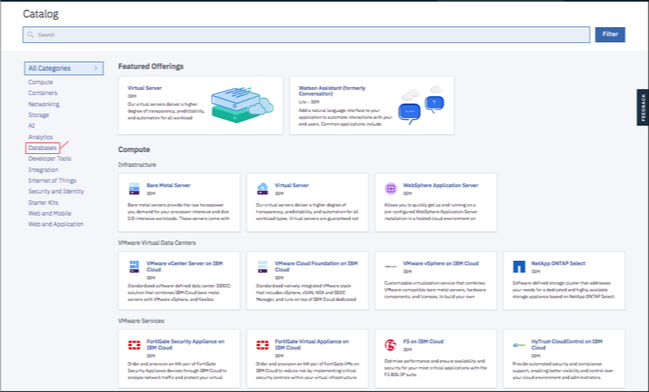 Catalog
Search
Filter
All Categories >
Compute
Containers
Networking
Storage
AI
Analytics
Databases
Developer Tools
Integration
Internet of Things
Security and Identity
Starter Kits
Web and Mobile
Web and Application
FEEDBACK
Featured Offerings
Virtual Server
IBM
Our virtual servers deliver a higher
degree of transparency, predictability,
and automation for all workload
Watson Assistant (formerly
Conversation)
Lite - IBM
Add a natural language interface to your
application to automate interactions with your
end users. Common applications include
Compute
Infrastructure
Bare Metal Server
IBM
Bare metal servers provide the raw horsepower
you demand for your processor-intensive and disk
I/O-intensive workloads. These servers come with
Virtual Server
IBM
Our virtual servers deliver a higher degree of
transparency, predictability, and automation for all
workload types. Virtual servers are guaranteed not
WebSphere Application Server
IBM
Allows you to quickly get up and running on
a pre-configured WebSphere Application Server
installation in a hosted cloud environment on
VMware Virtual Data Centers
VMware vCenter Server on IBM
Cloud
IBM
Standardized software-defined data center (SDDC)
solution that combines IBM Cloud bare metal
servers with VMware vSphere, and flexible
VMware Cloud Foundation on IBM
Cloud
IBM
Standardized natively, integrated VMware stack
that includes vSphere, vSAN, NSX and SDDC
Manager, and runs on top of IBM Cloud dedicated
VMware vSphere on IBM Cloud
IBM
Customizable virtualization service that combines
VMware-compatible bare metal servers, hardware
components, and licenses, to build your own
NetApp ONTAP Select
IBM
Software-defined storage cluster that addresses
your needs for a dedicated and highly available
storage appliance based on NetApp ONTAP Select.
VMware Services
FortiGate Security Appliance on
IBM Cloud
IBM
Order and provision an HA pair of FortiGate
Security Appliance devices through IBM Cloud to
analyze network traffic and protect your virtual
FortiGate Virtual Appliance on
IBM Cloud
IBM
Order and provision an HA pair of FortiGate VMs on
IBM Cloud to reduce risk by implementing critical
security controls within your virtual infrastructure.
F5 on IBM Cloud
IBM
Optimize performance and ensure availability and
security for your most critical applications with the
F5 BIG-IP suite.
HyTrust CloudControl on IBM
Cloud
IBM
Provide automated security and compliance
support, enabling better visibility and control over
your cloud environment and administrators.